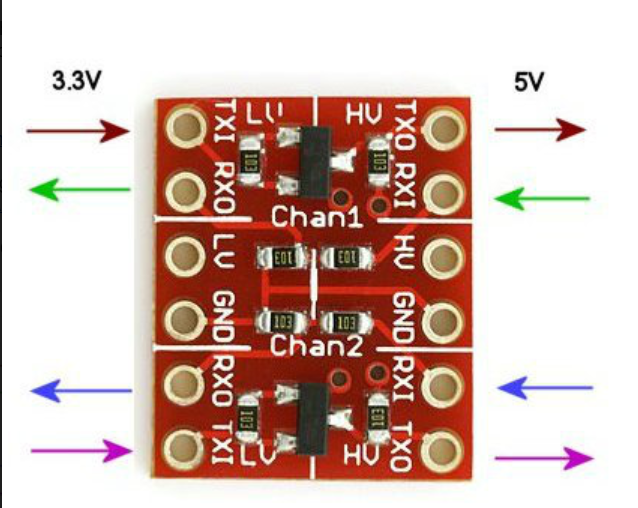 3.3V
5V
LV HV
TXI TXO
103 103
RXO RXI
Chan1
LV HV
103 103
GND GND
103 103
Chan2
RXO RXI
103 103
TXI TXO
LV HV